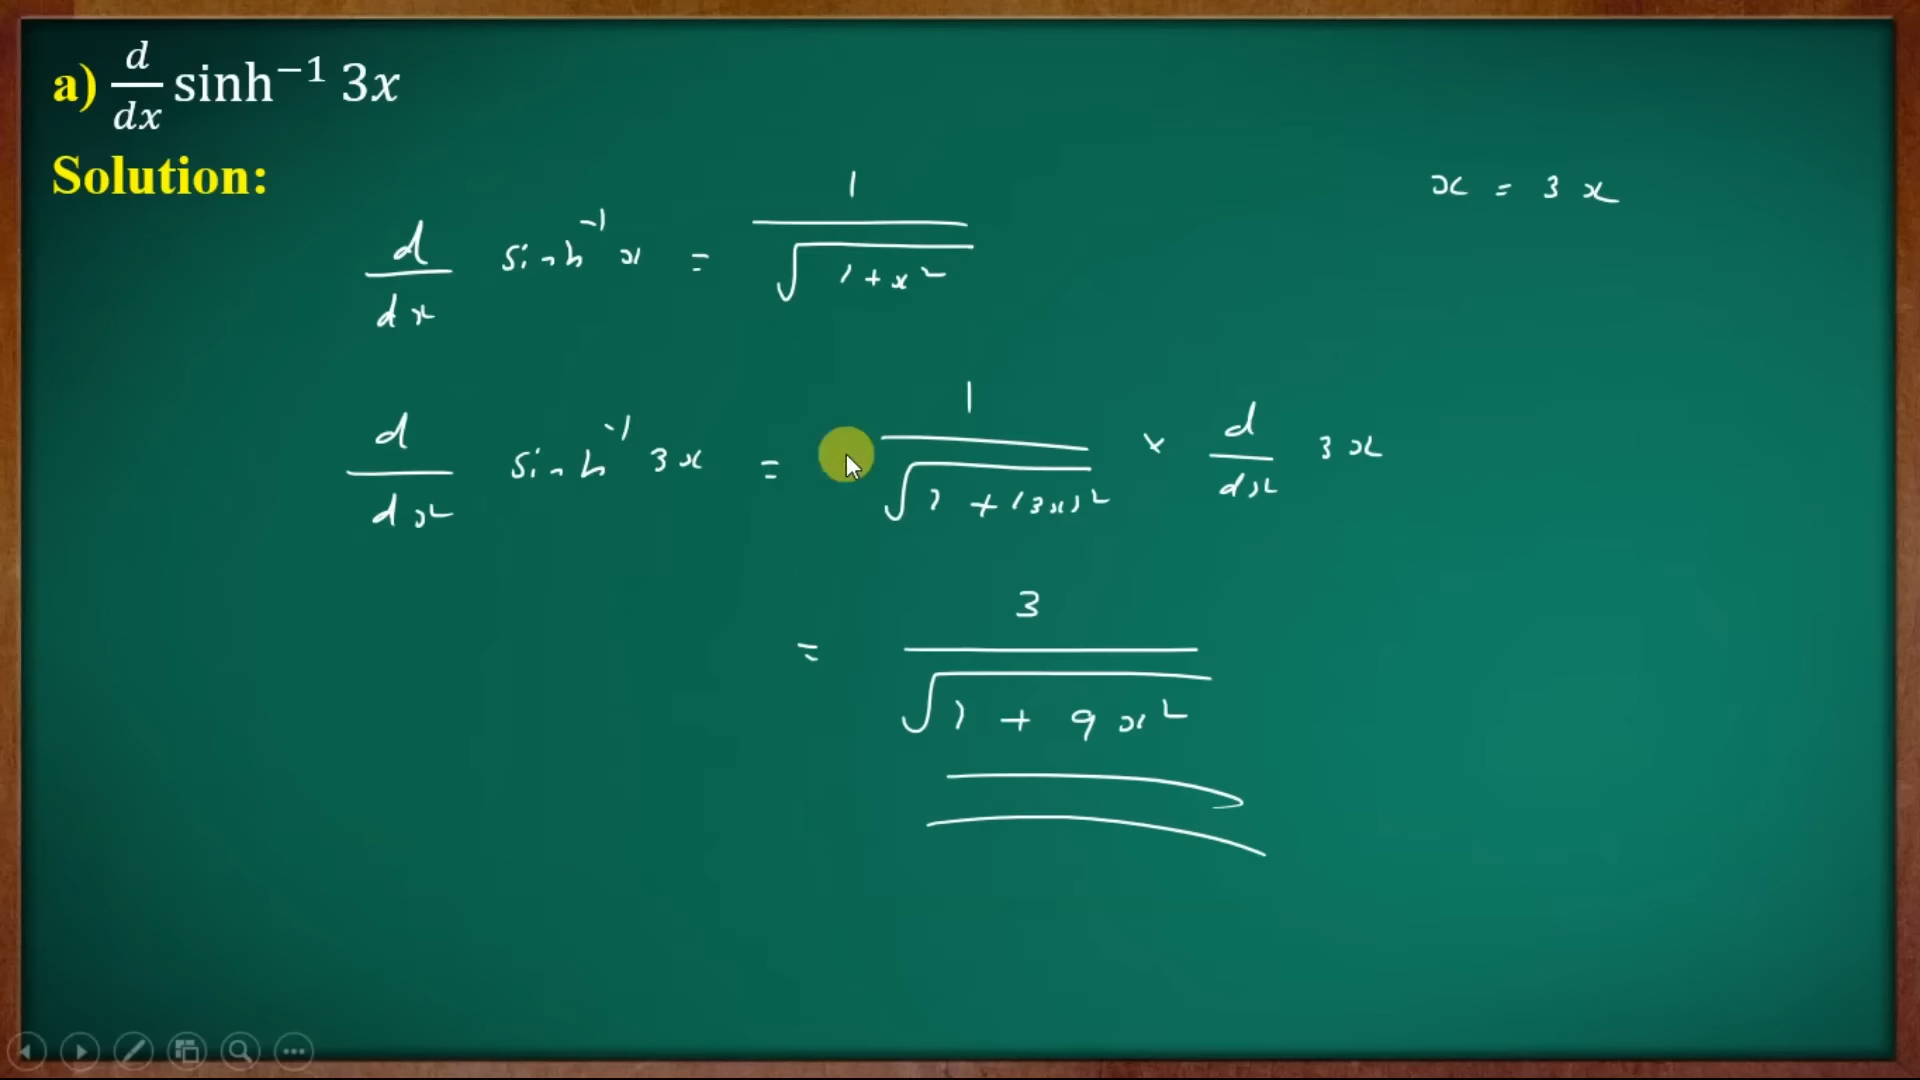 a) d/dx sinh⁻¹ 3x
Solution:
x = 3x
d/dx sinh⁻¹ x = 1/√(1+x²)
d/dx sinh⁻¹ 3x = 1/√(1+(3x)²) × d/dx 3x
= 3/√(1+9x²)